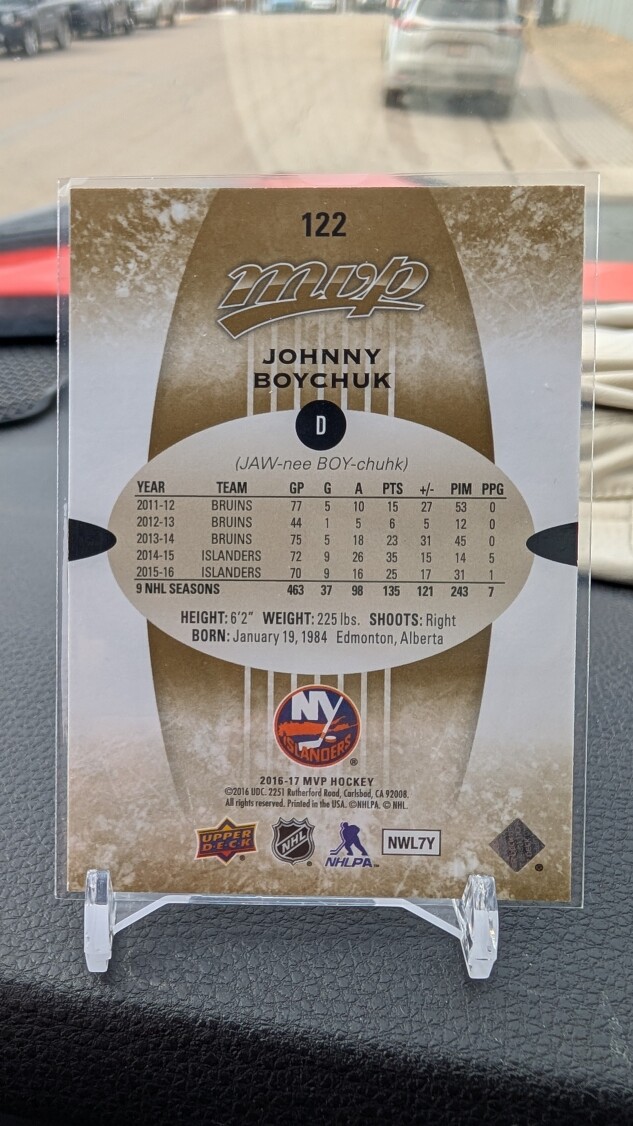 122
mvp
JOHNNY
BOYCHUK
D
(JAW-nee BOY-chuhk)
YEAR TEAM GP G A PTS +/- PIM PPG
2011-12 BRUINS 77 5 10 15 27 53 0
2012-13 BRUINS 44 1 5 6 5 12 0
2013-14 BRUINS 75 5 18 23 31 45 0
2014-15 ISLANDERS 72 9 26 35 15 14 5
2015-16 ISLANDERS 70 9 16 25 17 31 1
9 NHL SEASONS 463 37 98 135 121 243 7
HEIGHT: 6'2" WEIGHT: 225 lbs. SHOOTS: Right
BORN: January 19, 1984 Edmonton, Alberta
NY
ISLANDERS
®
2016-17 MVP HOCKEY
©2016 UDC. 2251 Rutherford Road, Carlsbad, CA 92008.
All rights reserved. Printed in the USA. ©NHLPA. © NHL.
UPPER DECK ® NHL ® NHLPA™ NWL7Y ®